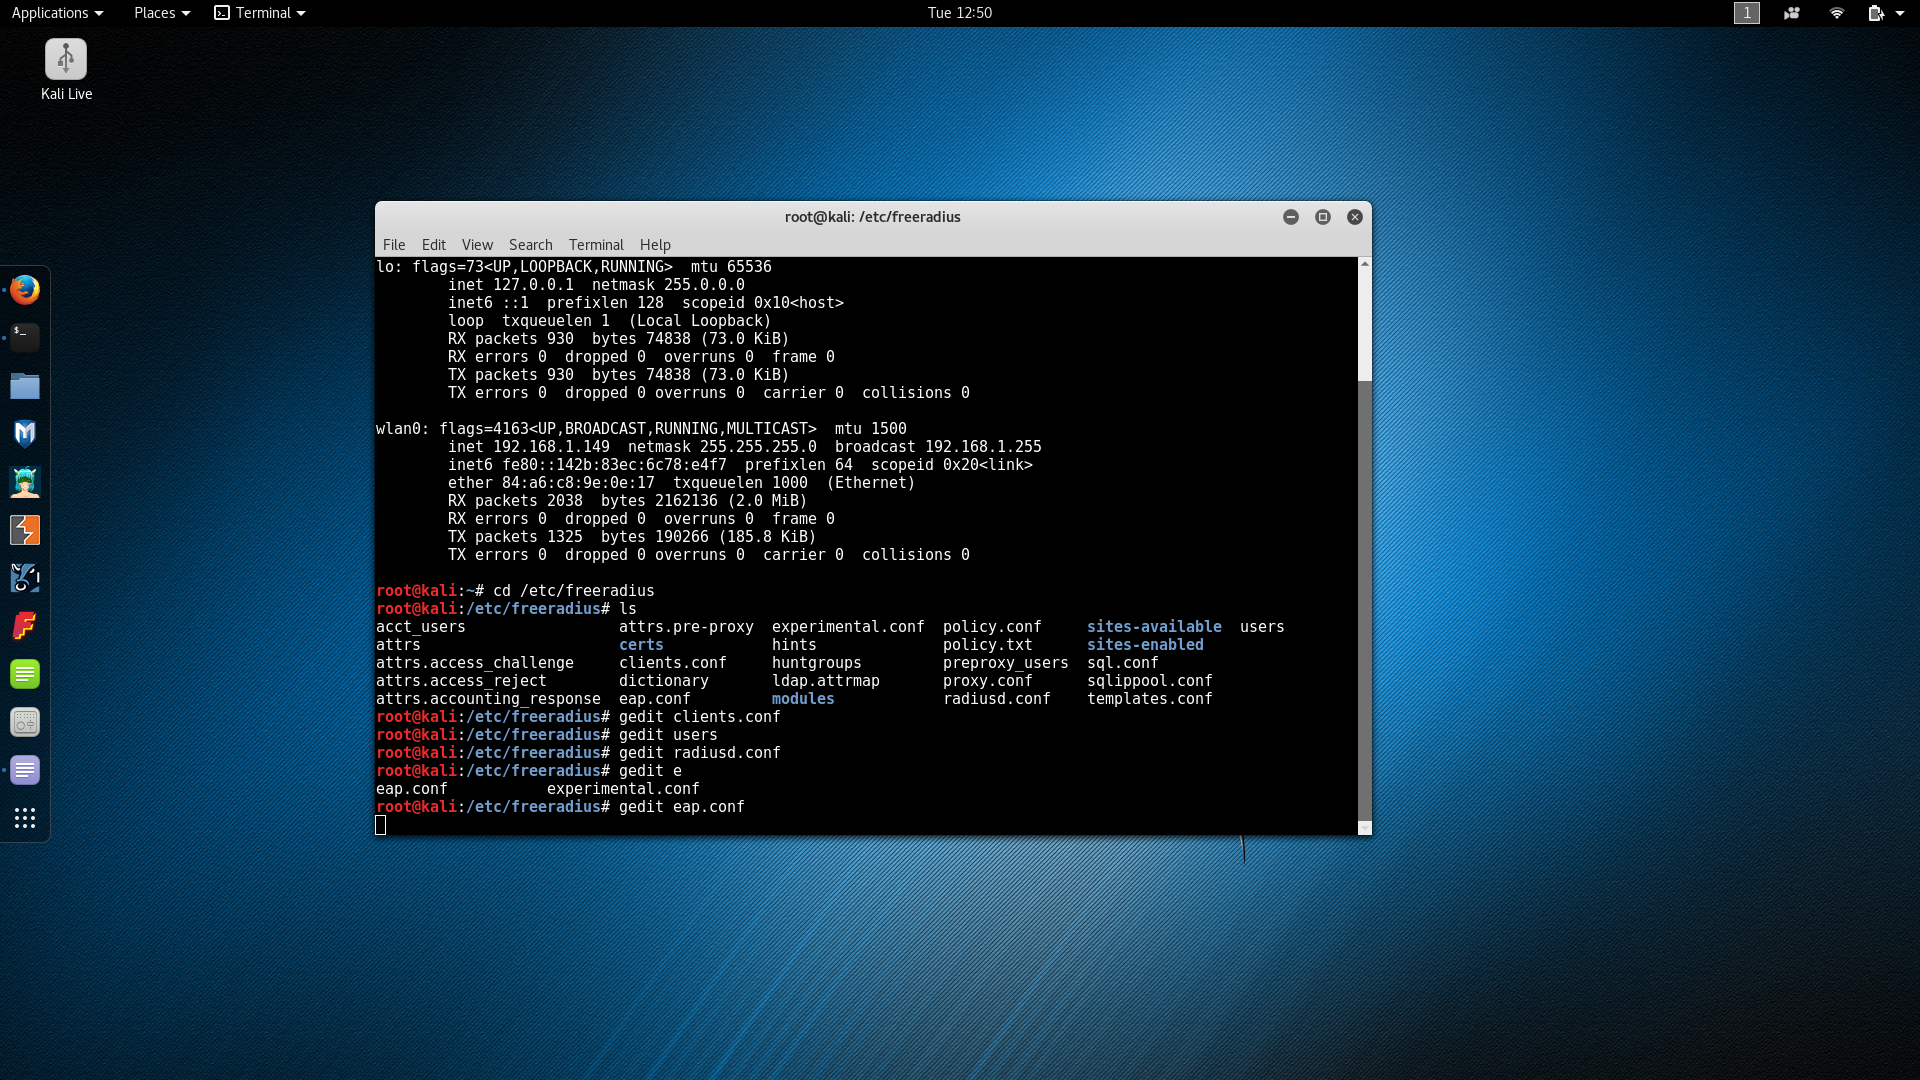 Applications Places Terminal Tue 12:50 1
Kali Live
root@kali: /etc/freeradius
File Edit View Search Terminal Help
lo: flags=73<UP,LOOPBACK,RUNNING>  mtu 65536
        inet 127.0.0.1  netmask 255.0.0.0
        inet6 ::1  prefixlen 128  scopeid 0x10<host>
        loop  txqueuelen 1  (Local Loopback)
        RX packets 930  bytes 74838 (73.0 KiB)
        RX errors 0  dropped 0  overruns 0  frame 0
        TX packets 930  bytes 74838 (73.0 KiB)
        TX errors 0  dropped 0 overruns 0  carrier 0  collisions 0
wlan0: flags=4163<UP,BROADCAST,RUNNING,MULTICAST>  mtu 1500
        inet 192.168.1.149  netmask 255.255.255.0  broadcast 192.168.1.255
        inet6 fe80::142b:83ec:6c78:e4f7  prefixlen 64  scopeid 0x20<link>
        ether 84:a6:c8:9e:0e:17  txqueuelen 1000  (Ethernet)
        RX packets 2038  bytes 2162136 (2.0 MiB)
        RX errors 0  dropped 0  overruns 0  frame 0
        TX packets 1325  bytes 190266 (185.8 KiB)
        TX errors 0  dropped 0 overruns 0  carrier 0  collisions 0
root@kali:~# cd /etc/freeradius
root@kali:/etc/freeradius# ls
acct_users                 attrs.pre-proxy  experimental.conf  policy.conf     sites-available  users
attrs                      certs            hints              policy.txt      sites-enabled
attrs.access_challenge     clients.conf     huntgroups         preproxy_users  sql.conf
attrs.access_reject        dictionary       ldap.attrmap       proxy.conf      sqlippool.conf
attrs.accounting_response  eap.conf         modules            radiusd.conf    templates.conf
root@kali:/etc/freeradius# gedit clients.conf
root@kali:/etc/freeradius# gedit users
root@kali:/etc/freeradius# gedit radiusd.conf
root@kali:/etc/freeradius# gedit e
eap.conf           experimental.conf
root@kali:/etc/freeradius# gedit eap.conf